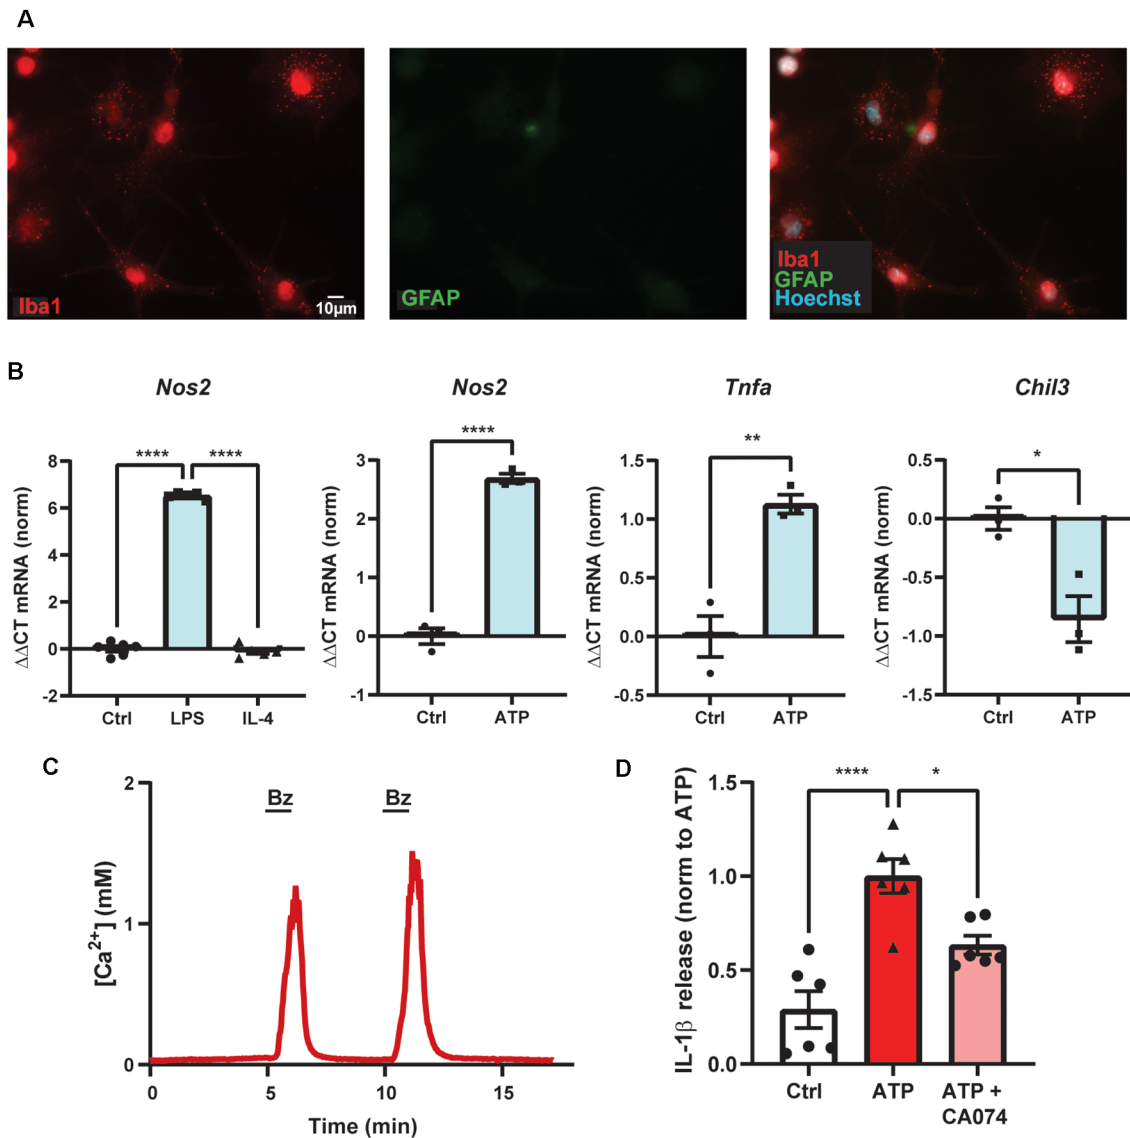 A
Iba1
10µm
GFAP
Iba1
GFAP
Hoechst
B
Nos2
Nos2
Tnfa
Chil3
ΔΔCT mRNA (norm)
8
6
4
2
0
-2
**** ****
Ctrl LPS IL-4
ΔΔCT mRNA (norm)
3
2
1
0
-1
****
Ctrl ATP
ΔΔCT mRNA (norm)
1.5
1.0
0.5
0.0
-0.5
**
Ctrl ATP
ΔΔCT mRNA (norm)
0.5
0.0
-0.5
-1.0
-1.5
*
Ctrl ATP
C
[Ca2+] (mM)
2
1
0
Bz Bz
0 5 10 15
Time (min)
D
IL-1β release (norm to ATP)
1.5
1.0
0.5
0.0
**** *
Ctrl ATP ATP +
CA074